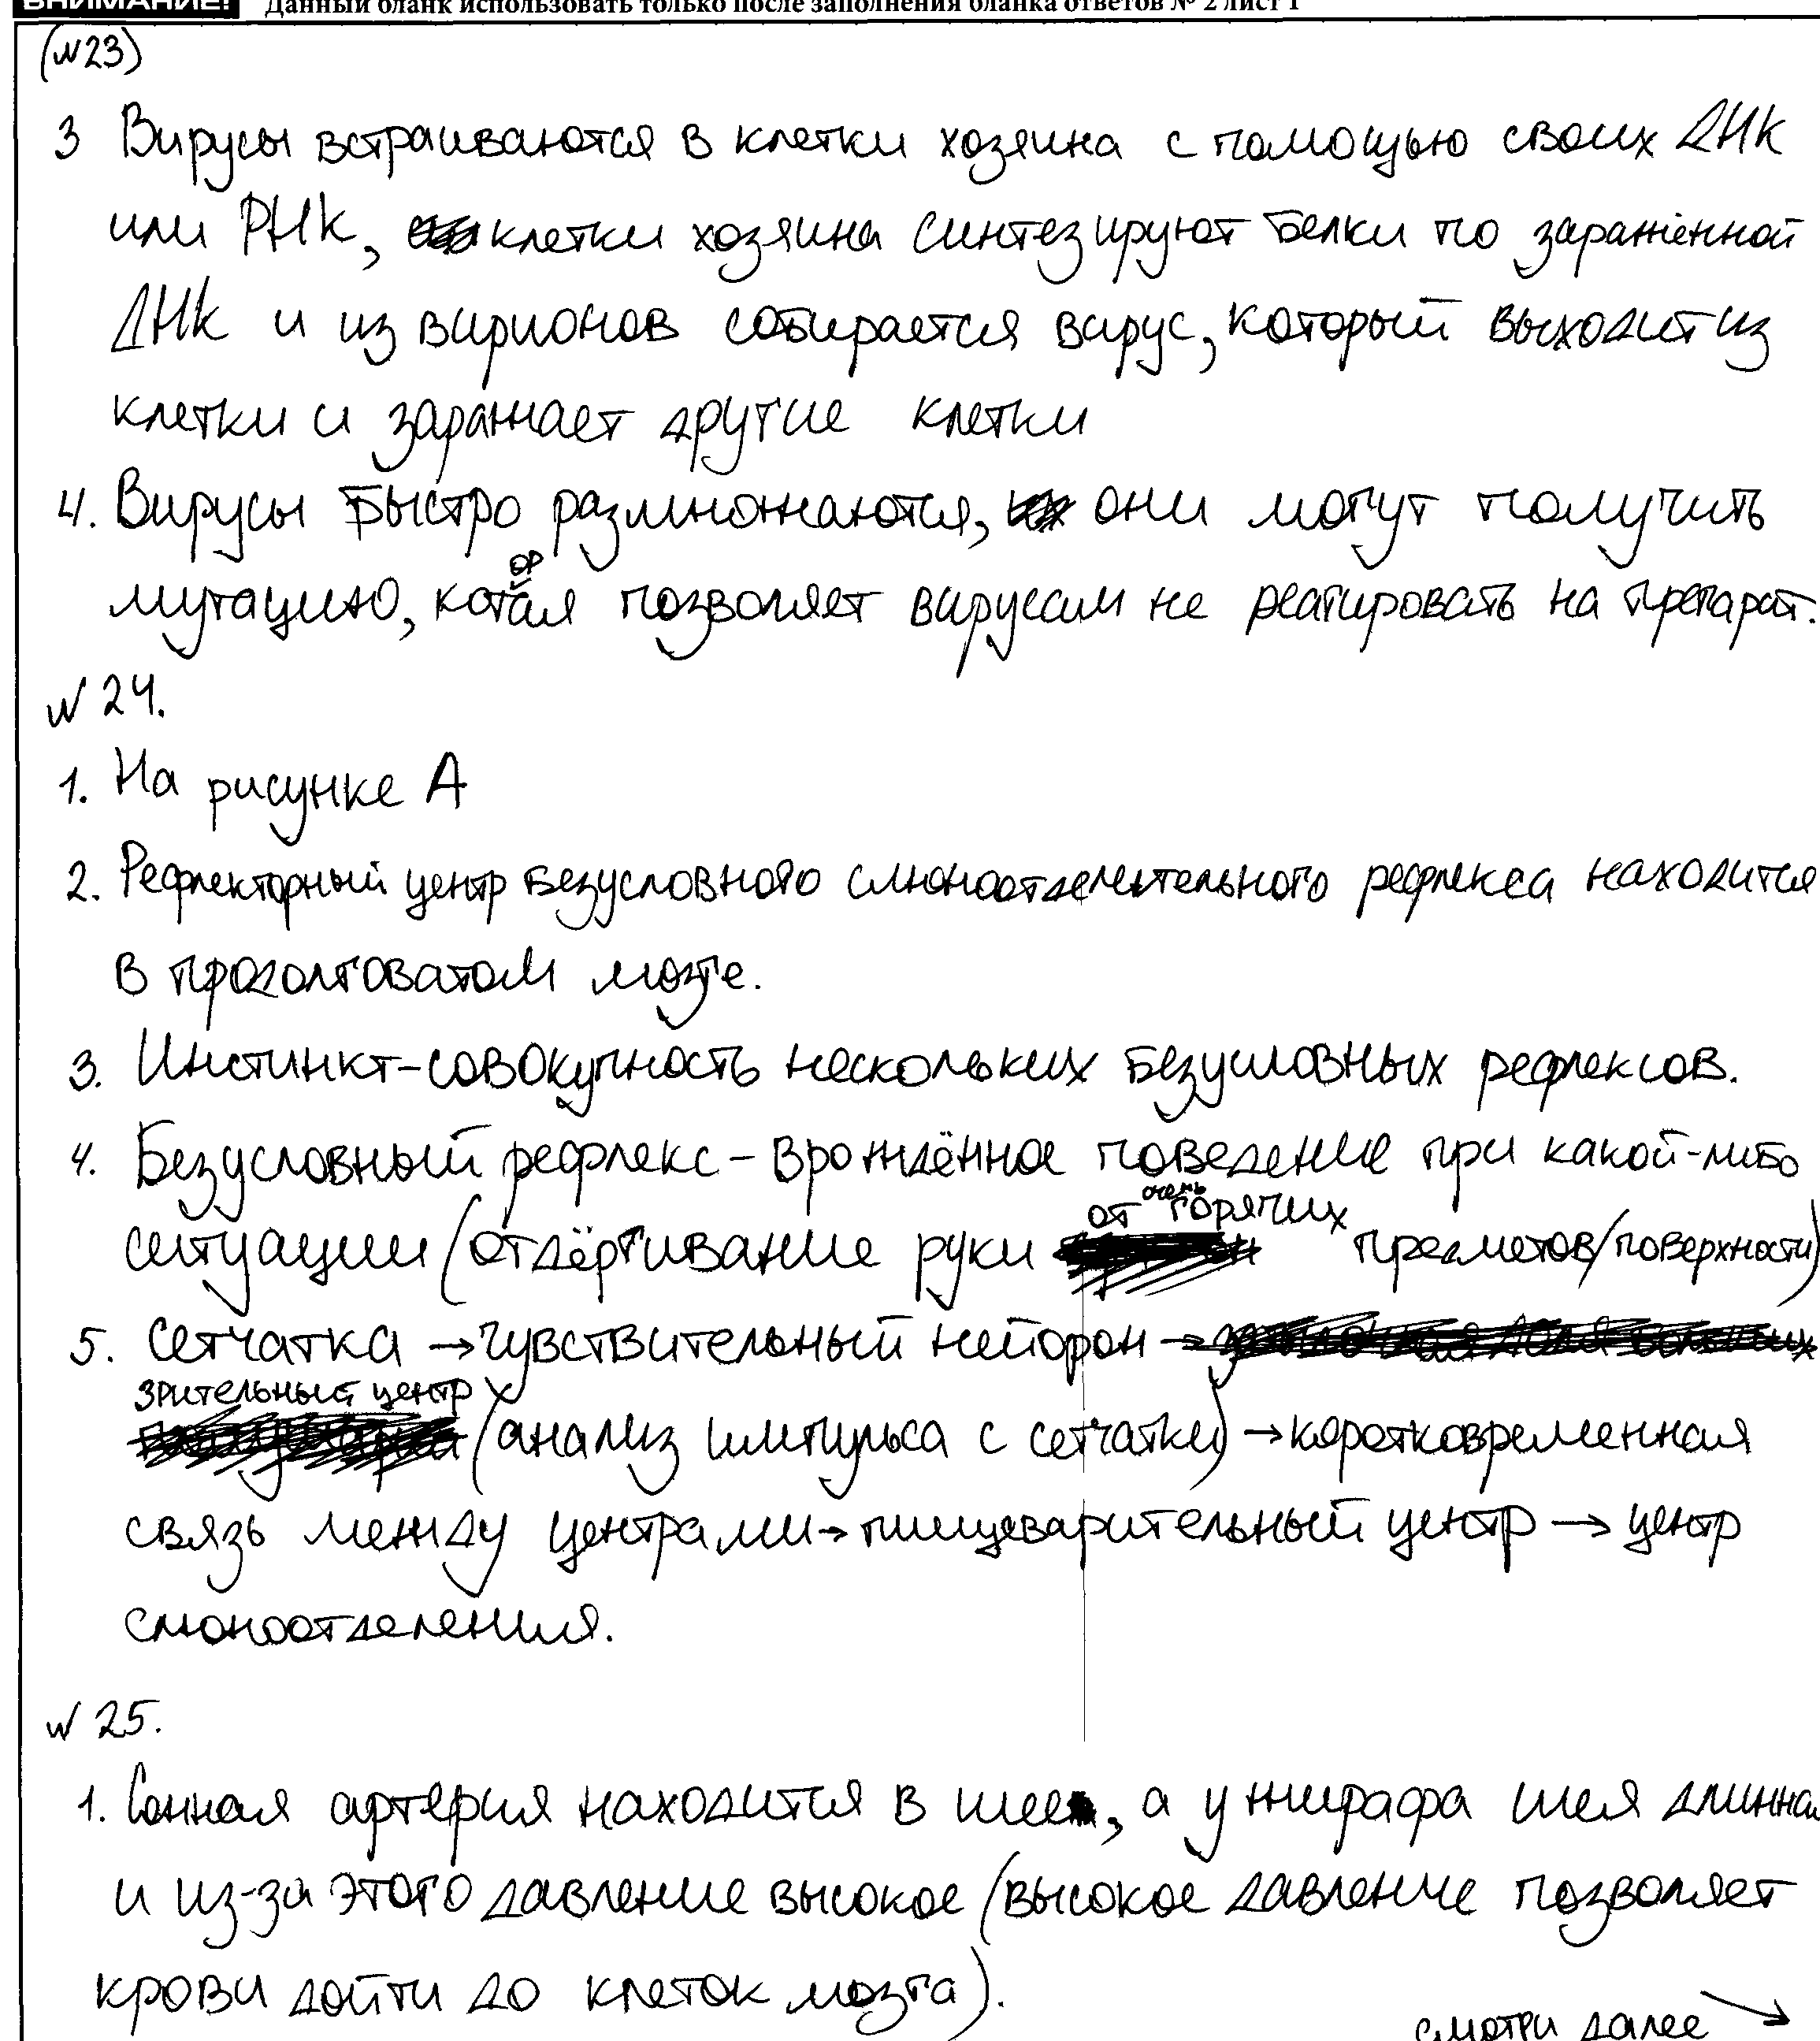 ВНИМАНИЕ! Данный бланк использовать только после заполнения бланка ответов № 2 лист 1
(№23)
3 Вирусы встраиваются в клетки хозяина с помощью своих ДНК
или РНК, клетки хозяина синтезируют белки по заражённой
ДНК и из вирионов собирается вирус, который выходит из
клетки и заражает другие клетки
4. Вирусы быстро размножаются, они могут получить
мутацию, которая позволяет вирусам не реагировать на препарат.
№ 24.
1. На рисунке А
2. Рефлекторный центр безусловного слюноотделительного рефлекса находится
в продолговатом мозге.
3. Инстинкт-совокупность нескольких безусловных рефлексов.
4. Безусловный рефлекс - врождённое поведение при какой-либо
ситуации (отдёргивание руки от очень горячих предметов/поверхности)
5. Сетчатка → чувствительный нейрон →
зрительный центр (анализ импульса с сетчатки) → коротковременная
связь между центрами → пищеварительный центр → центр
слюноотделения.
№ 25.
1. Сонная артерия находится в шее, а у жирафа шея длинная
и из-за этого давление высокое (высокое давление позволяет
крови дойти до клеток мозга).
смотри далее →